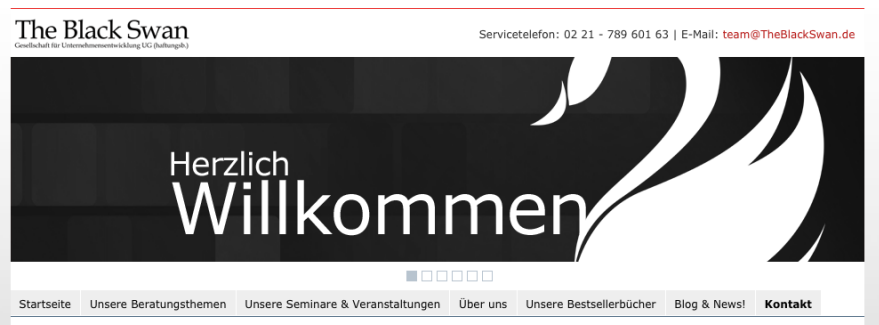 The Black Swan
Gesellschaft für Unternehmensentwicklung UG (haftungsb.)
Servicetelefon: 02 21 - 789 601 63 | E-Mail: team@TheBlackSwan.de
Herzlich
Willkommen
Startseite Unsere Beratungsthemen Unsere Seminare & Veranstaltungen Über uns Unsere Bestsellerbücher Blog & News! Kontakt